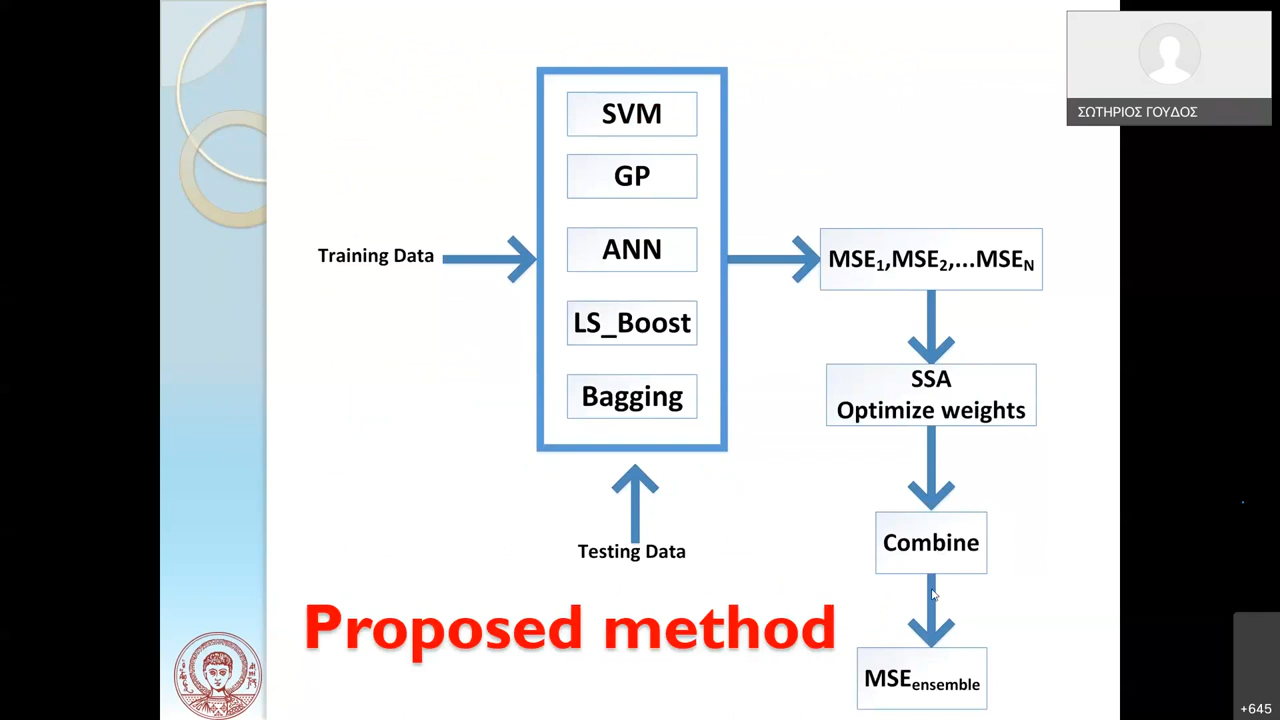 ΣΩΤΗΡΙΟΣ ΓΟΥΔΟΣ
SVM
GP
ANN
LS_Boost
Bagging
Training Data
Testing Data
MSE1,MSE2,...MSEN
SSA
Optimize weights
Combine
MSEensemble
Proposed method
+645